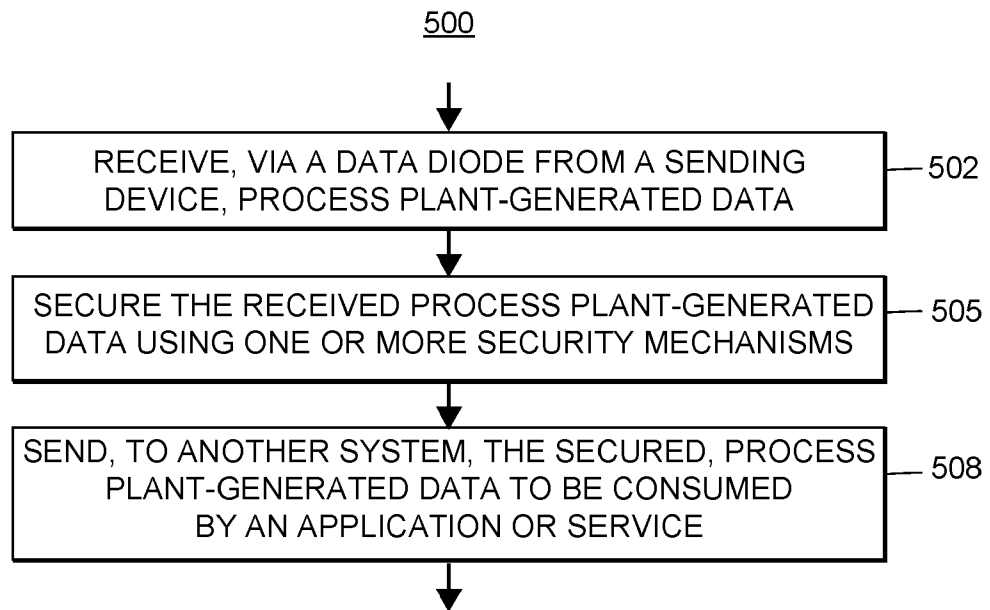 500
RECEIVE, VIA A DATA DIODE FROM A SENDING
DEVICE, PROCESS PLANT-GENERATED DATA
502
SECURE THE RECEIVED PROCESS PLANT-GENERATED
DATA USING ONE OR MORE SECURITY MECHANISMS
505
SEND, TO ANOTHER SYSTEM, THE SECURED, PROCESS
PLANT-GENERATED DATA TO BE CONSUMED
BY AN APPLICATION OR SERVICE
508